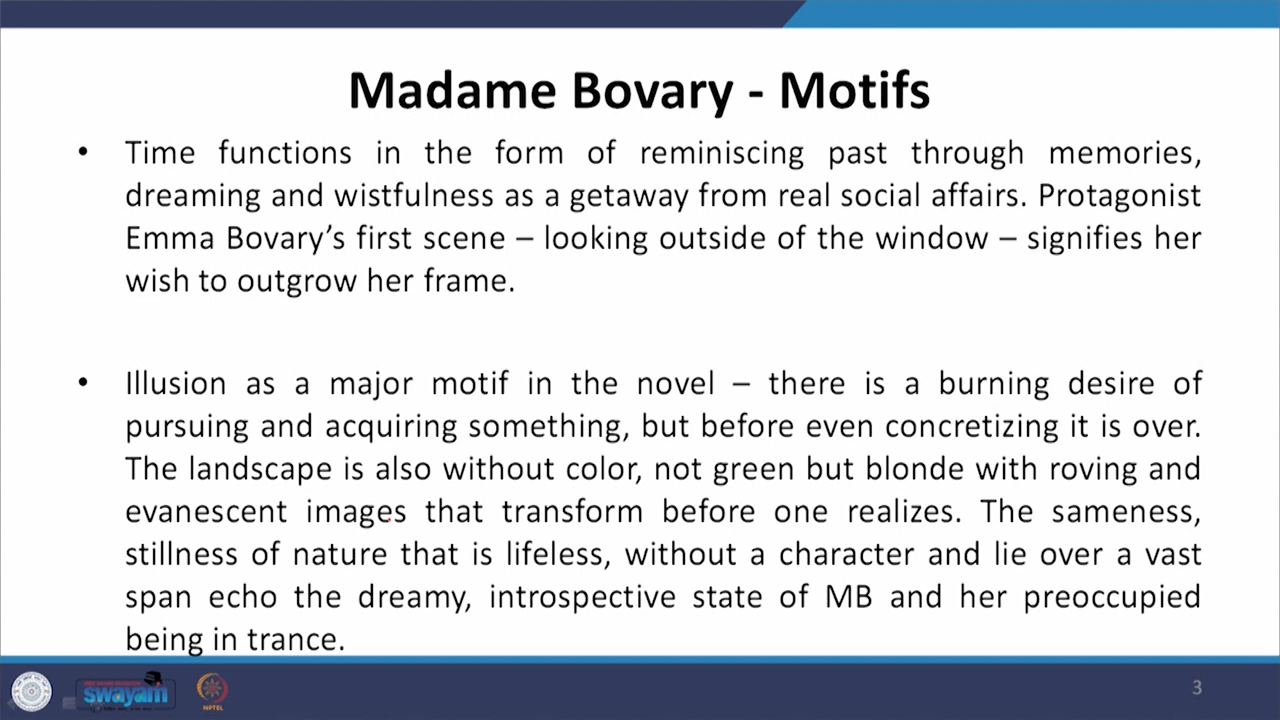 Madame Bovary - Motifs
• Time functions in the form of reminiscing past through memories,
dreaming and wistfulness as a getaway from real social affairs. Protagonist
Emma Bovary’s first scene – looking outside of the window – signifies her
wish to outgrow her frame.
• Illusion as a major motif in the novel – there is a burning desire of
pursuing and acquiring something, but before even concretizing it is over.
The landscape is also without color, not green but blonde with roving and
evanescent images that transform before one realizes. The sameness,
stillness of nature that is lifeless, without a character and lie over a vast
span echo the dreamy, introspective state of MB and her preoccupied
being in trance.
swayam
NPTEL
3